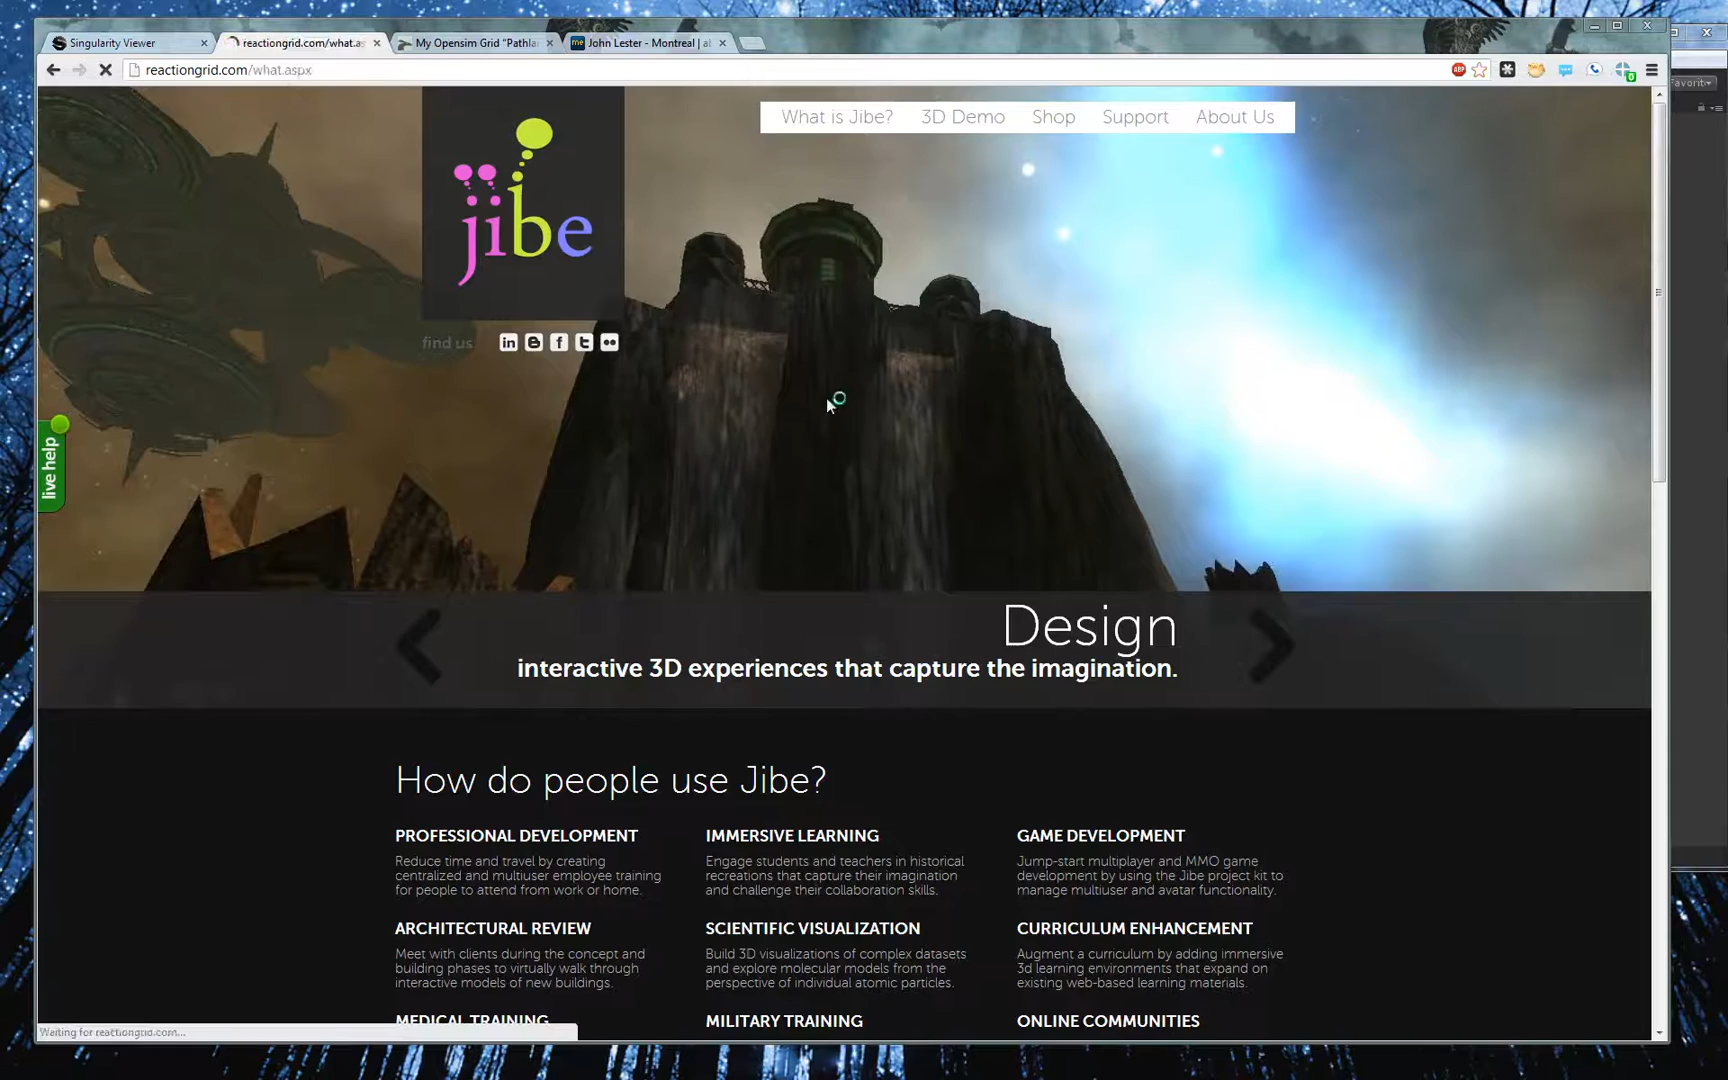 Singularity Viewer
reactiongrid.com/what.as
My Opensim Grid "Pathla
John Lester - Montreal | a
reactiongrid.com/what.aspx
ABP
0
Favorit
What is Jibe?
3D Demo
Shop
Support
About Us
jibe
find us
in
f
t
live help
Design
interactive 3D experiences that capture the imagination.
How do people use Jibe?
PROFESSIONAL DEVELOPMENT
Reduce time and travel by creating
centralized and multiuser employee training
for people to attend from work or home.
IMMERSIVE LEARNING
Engage students and teachers in historical
recreations that capture their imagination
and challenge their collaboration skills.
GAME DEVELOPMENT
Jump-start multiplayer and MMO game
development by using the Jibe project kit to
manage multiuser and avatar functionality.
ARCHITECTURAL REVIEW
Meet with clients during the concept and
building phases to virtually walk through
interactive models of new buildings.
SCIENTIFIC VISUALIZATION
Build 3D visualizations of complex datasets
and explore molecular models from the
perspective of individual atomic particles.
CURRICULUM ENHANCEMENT
Augment a curriculum by adding immersive
3d learning environments that expand on
existing web-based learning materials.
MEDICAL TRAINING
MILITARY TRAINING
ONLINE COMMUNITIES
Waiting for reactiongrid.com...